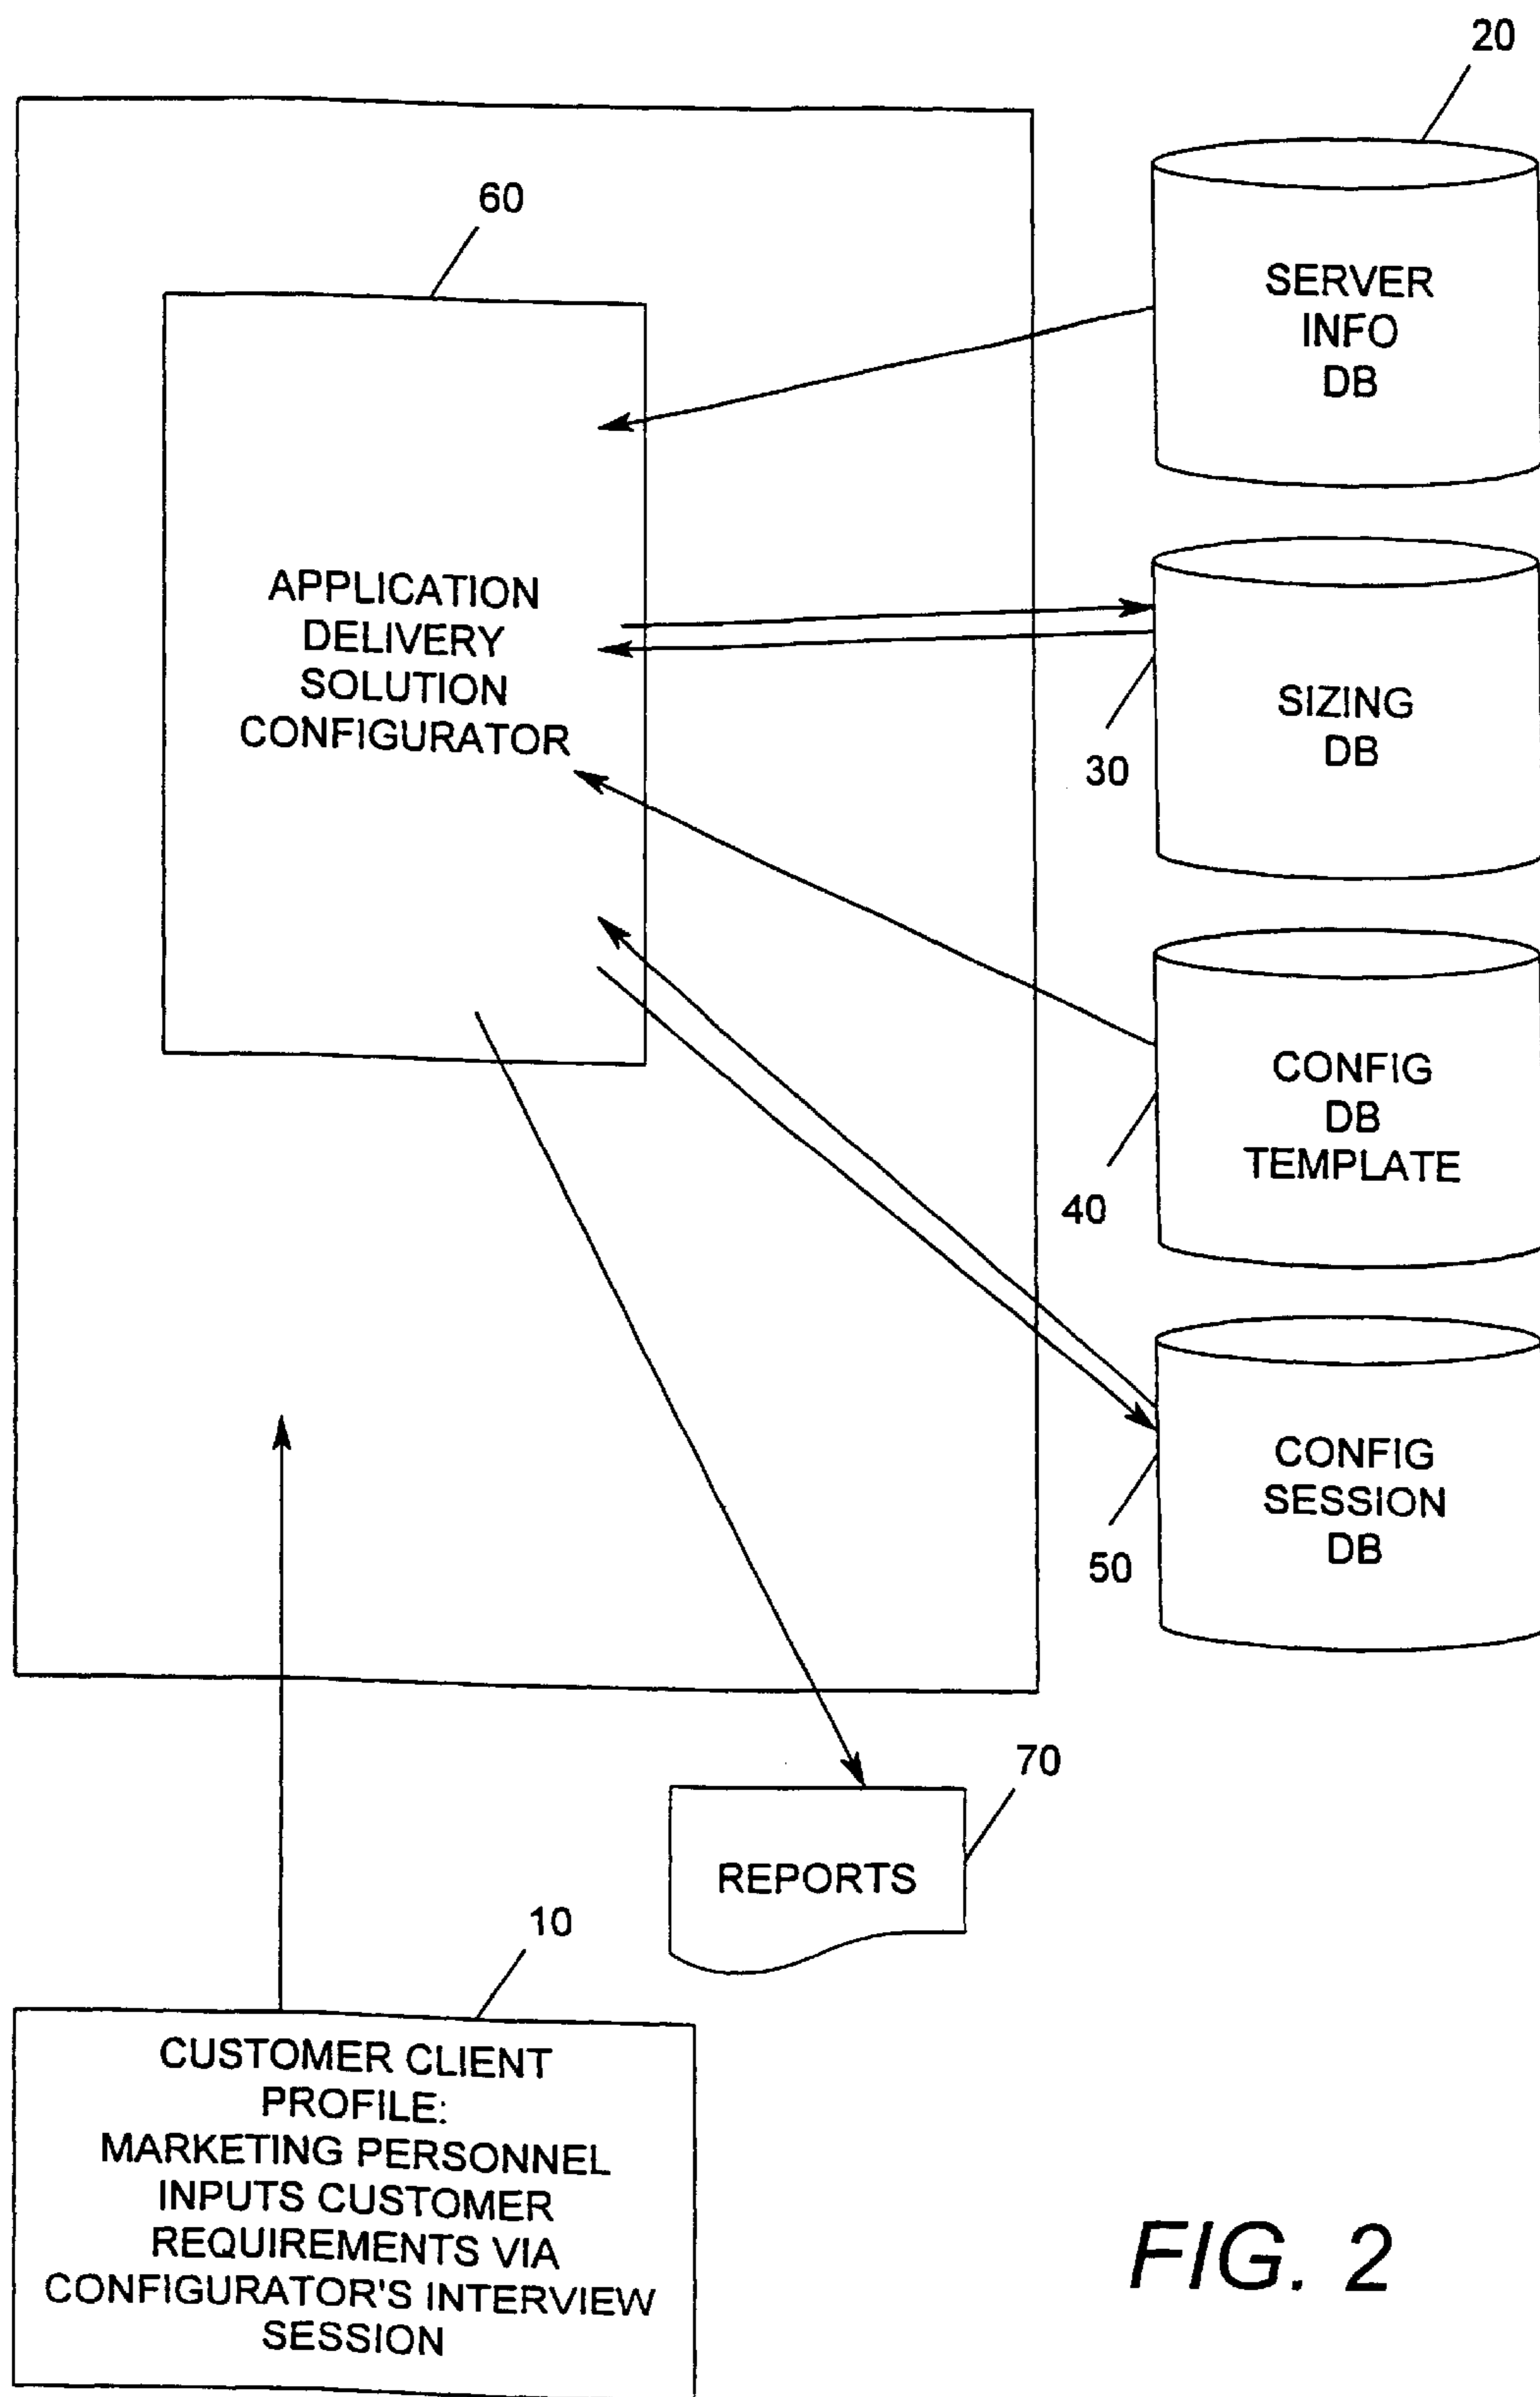 20
60
SERVER
INFO
DB
APPLICATION
DELIVERY
SOLUTION
CONFIGURATOR
30
SIZING
DB
40
CONFIG
DB
TEMPLATE
50
CONFIG
SESSION
DB
70
REPORTS
10
CUSTOMER CLIENT
PROFILE:
MARKETING PERSONNEL
INPUTS CUSTOMER
REQUIREMENTS VIA
CONFIGURATOR'S INTERVIEW
SESSION
FIG. 2